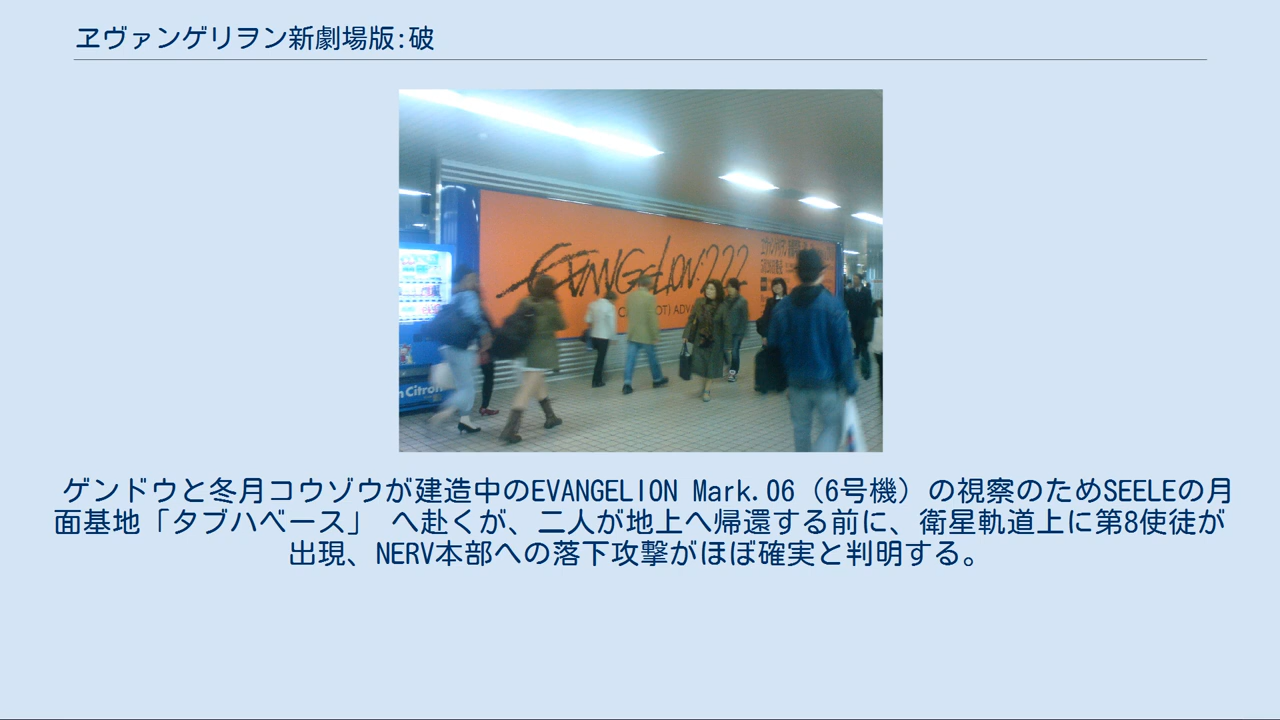 ヱヴァンゲリヲン新劇場版:破
EVANGELION:2.22
ゲンドウと冬月コウゾウが建造中のEVANGELION Mark.06（6号機）の視察のためSEELEの月
面基地「タブハベース」 へ赴くが、二人が地上へ帰還する前に、衛星軌道上に第8使徒が
出現、NERV本部への落下攻撃がほぼ確実と判明する。